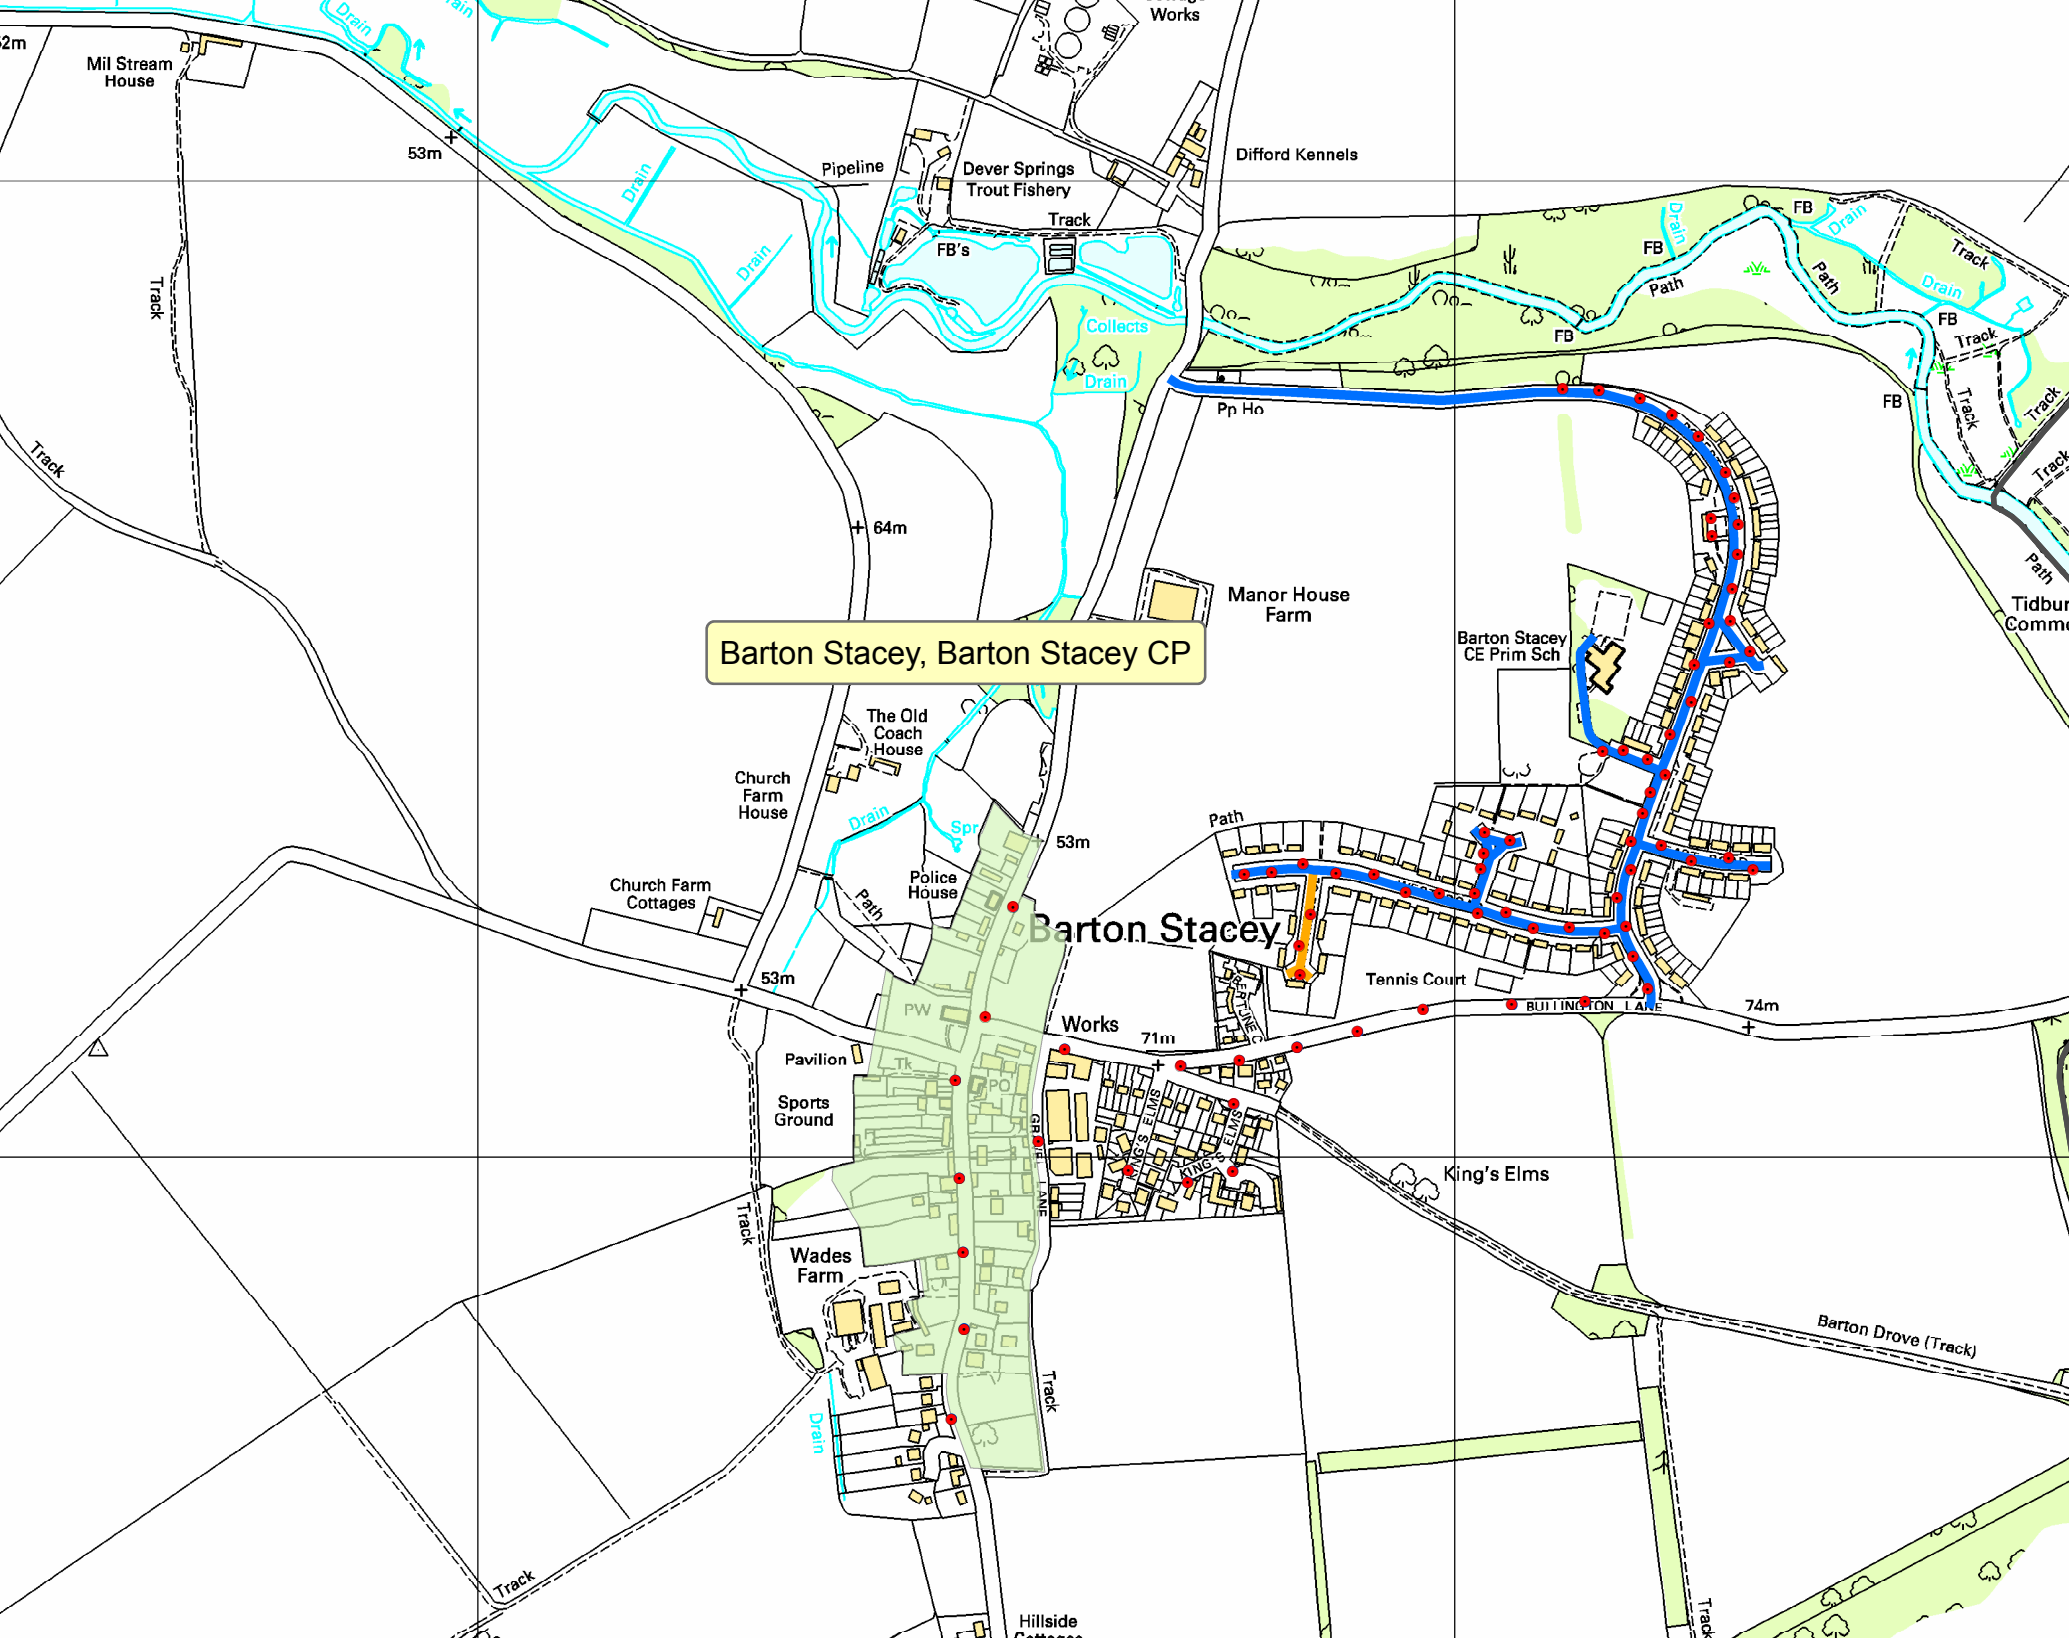 Drain
Works
Mil Stream
House
53m
Pipeline
Dever Springs
Trout Fishery
Difford Kennels
Track
FB's
Drain
Drain
Collects
Drain
Pp Ho
FB
Drain
FB
Path
Path
FB
Drain
Track
Drain
FB
Track
Track
FB
Track
Track
Path
Track
Track
64m
Manor House
Farm
Barton Stacey
CE Prim Sch
Barton Stacey, Barton Stacey CP
The Old
Coach
House
Church
Farm
House
Drain
Spr
53m
Path
Police
House
Church Farm
Cottages
Path
Barton Stacey
53m
Tennis Court
BULLINGTON LANE
74m
PW
Works
71m
Pavilion
Tk
PO
Sports
Ground
LANE
KING'S ELMS
KING'S ELMS
King's Elms
Track
Wades
Farm
Barton Drove (Track)
Track
Drain
Track
Track
Hillside